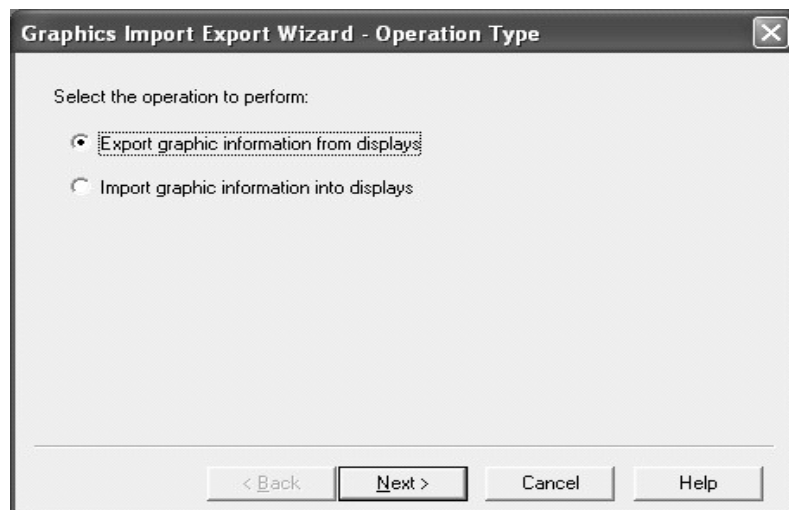 Graphics Import Export Wizard - Operation Type
Select the operation to perform:
Export graphic information from displays
Import graphic information into displays
< Back Next > Cancel Help